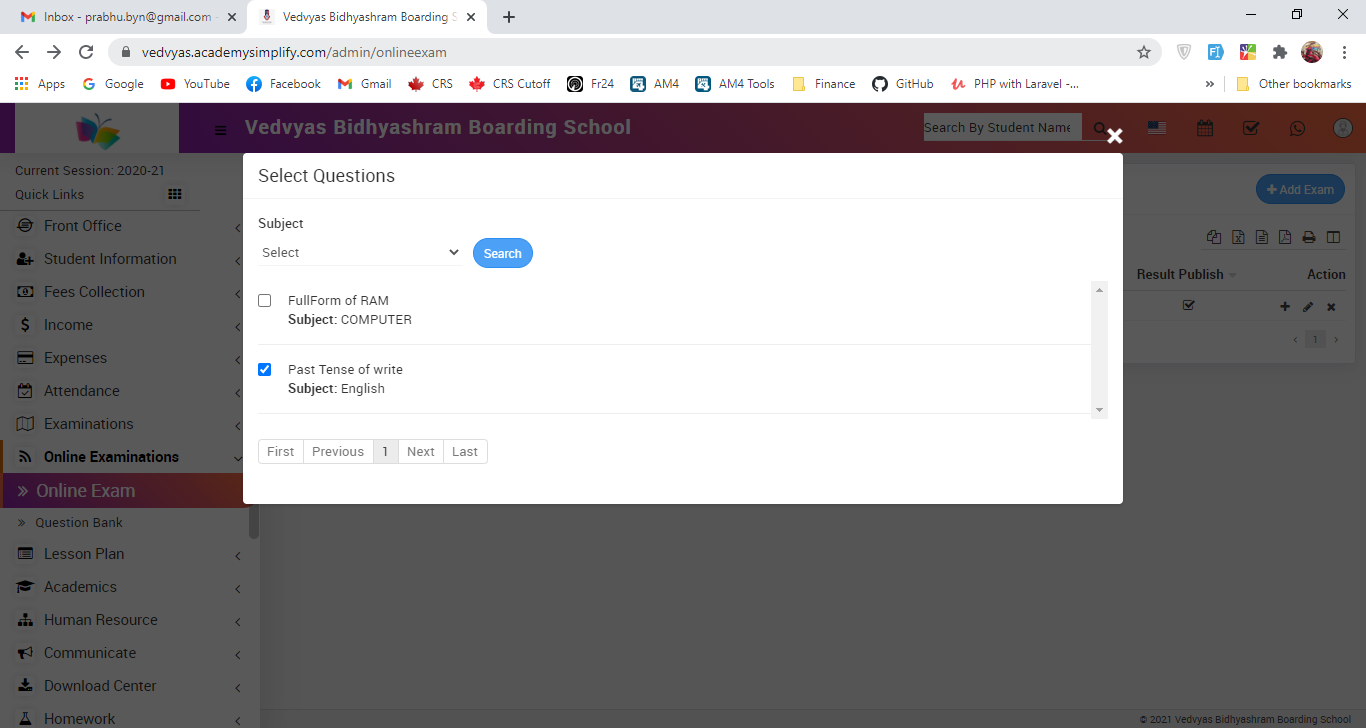 Inbox - prabhu.byn@gmail.com -
Vedvyas Bidhyashram Boarding S
vedvyas.academysimplify.com/admin/onlineexam
Apps Google YouTube Facebook Gmail CRS CRS Cutoff Fr24 AM4 AM4 Tools Finance GitHub PHP with Laravel -... » Other bookmarks
Vedvyas Bidhyashram Boarding School
Search By Student Name
Current Session: 2020-21
Quick Links
Front Office
Student Information
Fees Collection
Income
Expenses
Attendance
Examinations
Online Examinations
Online Exam
Question Bank
Lesson Plan
Academics
Human Resource
Communicate
Download Center
Homework
Select Questions
Subject
Select
Search
FullForm of RAM
Subject: COMPUTER
Past Tense of write
Subject: English
First Previous 1 Next Last
Add Exam
Result Publish Action
‹ 1 ›
© 2021 Vedvyas Bidhyashram Boarding School